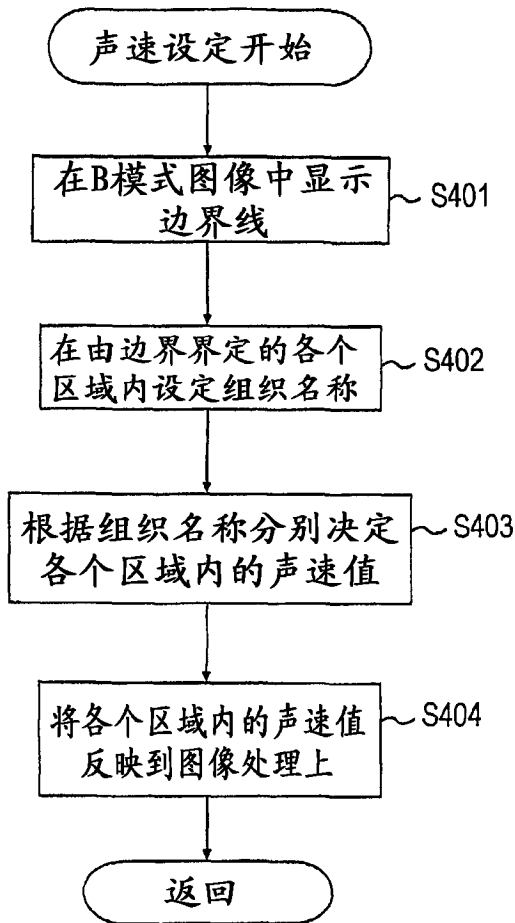 声速设定开始
在B模式图像中显示
边界线
S401
在由边界界定的各个
区域内设定组织名称
S402
根据组织名称分别决定
各个区域内的声速值
S403
将各个区域内的声速值
反映到图像处理上
S404
返回